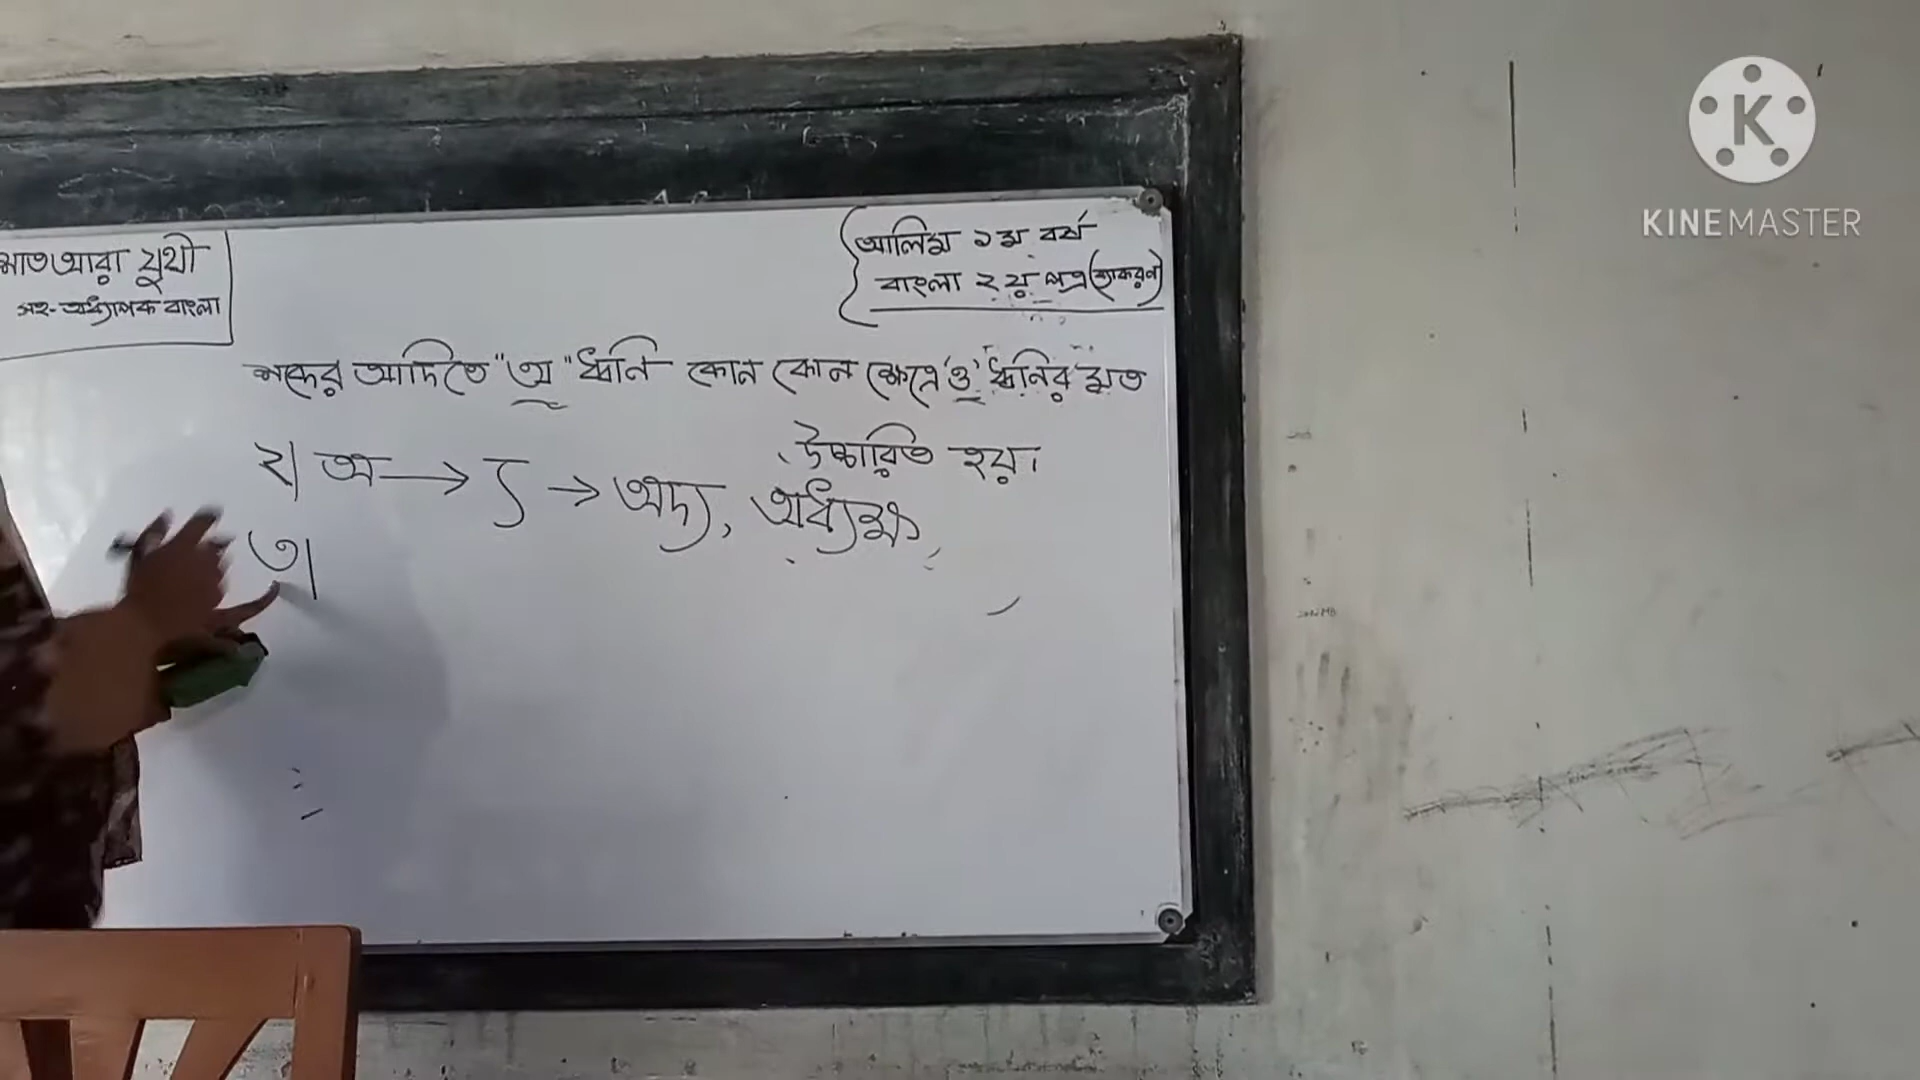 মাত আরা যুথী
সহ-অধ্যাপক বাংলা
আলিম ১ম বর্ষ
বাংলা ২য় পত্র (ব্যাকরণ)
শব্দের আদিতে "অ" ধ্বনি কোন কোন ক্ষেত্রে 'ও' ধ্বনির মত
উচ্চারিত হয়।
২। অ → ্য → অদ্য, অধ্যক্ষ,
৩।
K
KINEMASTER